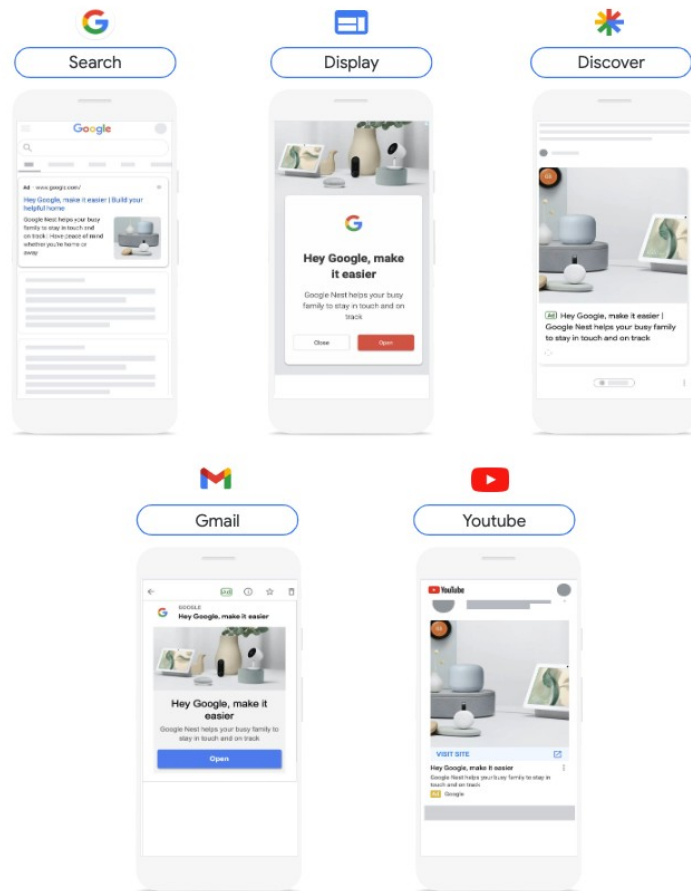 Search
Display
Discover
Google
Ad · www.google.com/
Hey Google, make it easier | Build your
helpful home
Google Nest helps your busy
family to stay in touch and
on track | Have peace of mind
whether you're home or
away
Hey Google, make
it easier
Google Nest helps your busy
family to stay in touch and on
track
Close
Open
Ad Hey Google, make it easier |
Google Nest helps your busy family
to stay in touch and on track
Gmail
Youtube
Ad
GOOGLE
Hey Google, make it easier
Hey Google, make it
easier
Google Nest helps your busy family to
stay in touch and on track
Open
YouTube
VISIT SITE
Hey Google, make it easier
Google Nest helps your busy family to stay in
touch and on track
Ad Google